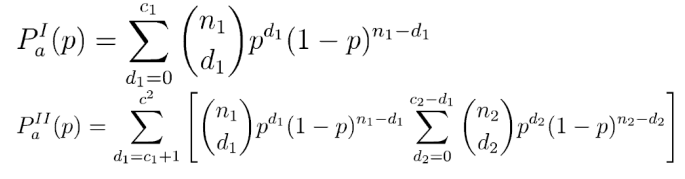 $P_a^I(p) = \sum_{d_1=0}^{c_1} \binom{n_1}{d_1} p^{d_1} (1-p)^{n_1-d_1}$
$P_a^{II}(p) = \sum_{d_1=c_1+1}^{c^2} \left[ \binom{n_1}{d_1} p^{d_1} (1-p)^{n_1-d_1} \sum_{d_2=0}^{c_2-d_1} \binom{n_2}{d_2} p^{d_2} (1-p)^{n_2-d_2} \right]$